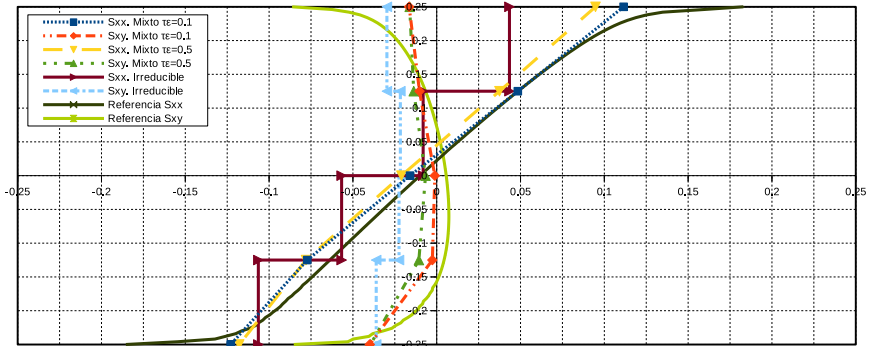 0.25
Sxx. Mixto τε=0.1
Sxy. Mixto τε=0.1
0.2
Sxx. Mixto τε=0.5
Sxy. Mixto τε=0.5
0.15
Sxx. Irreducible
Sxy. Irreducible
0.1
Referencia Sxx
Referencia Sxy
0.05
0
-0.25 -0.2 -0.15 -0.1 -0.05 0 0.05 0.1 0.15 0.2 0.25
-0.05
-0.1
-0.15
-0.2
-0.25